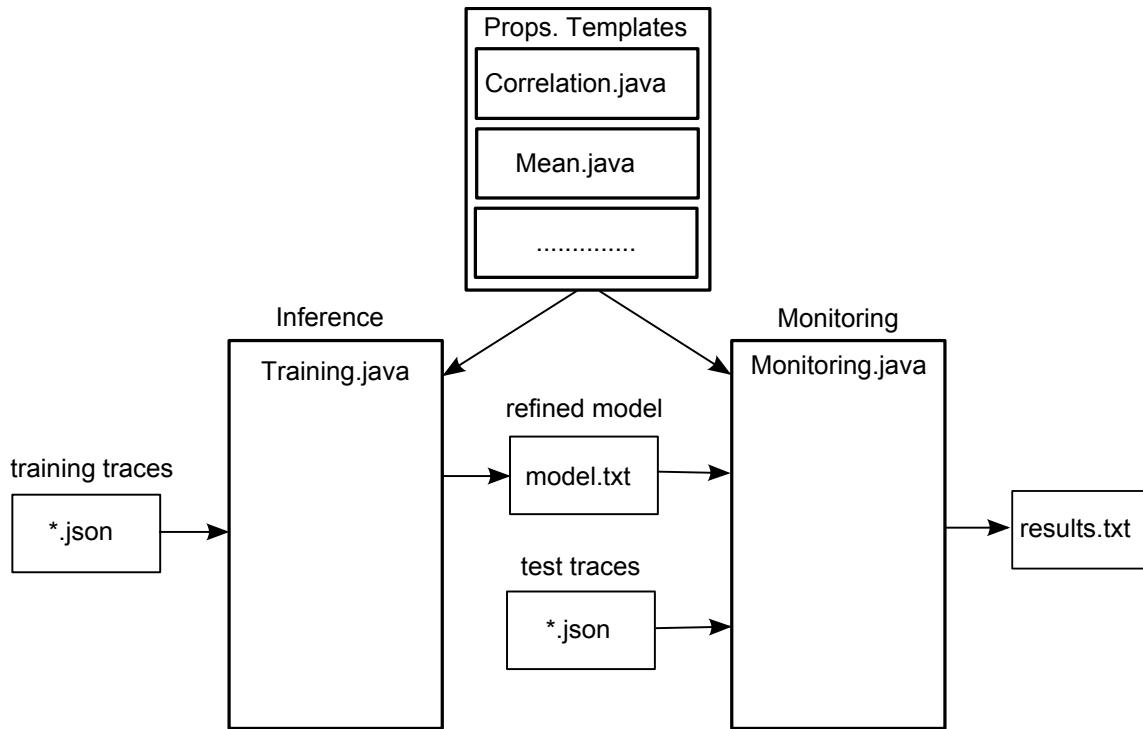 Props. Templates
Correlation.java
Mean.java
..............
Inference
Training.java
Monitoring
Monitoring.java
refined model
model.txt
training traces
*.json
test traces
*.json
results.txt